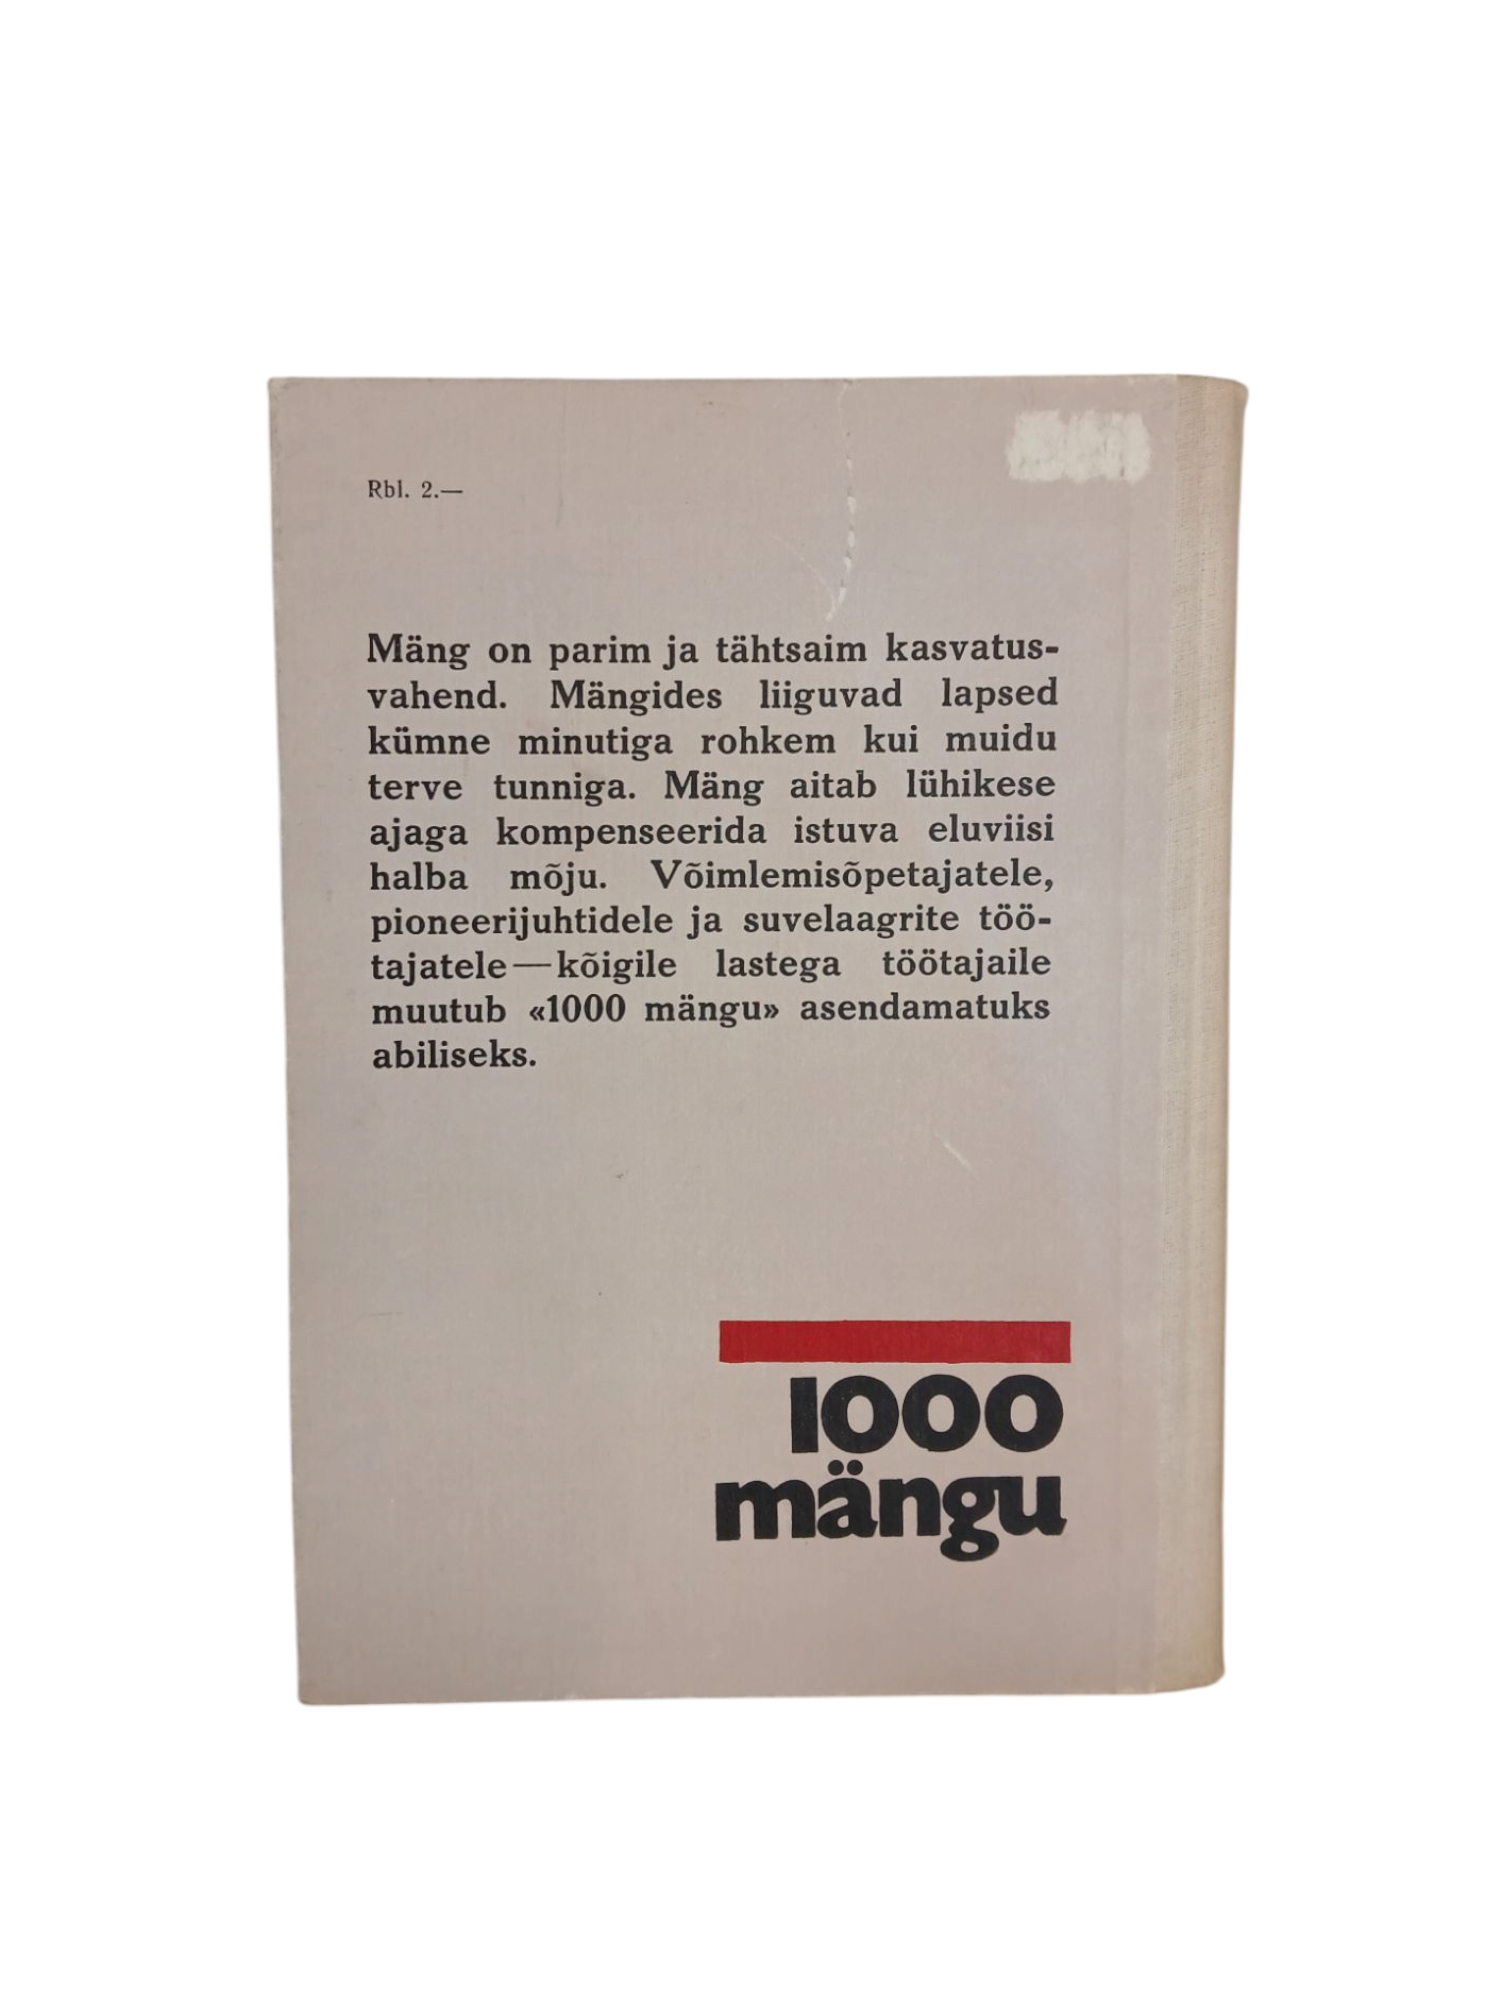 Rbl. 2.—
Mäng on parim ja tähtsaim kasvatus-
vahend. Mängides liiguvad lapsed
kümne minutiga rohkem kui muidu
terve tunniga. Mäng aitab lühikese
ajaga kompenseerida istuva eluviisi
halba mõju. Võimlemisõpetajatele,
pioneerijuhtidele ja suvelaagrite töö-
tajatele—kõigile lastega töötajaile
muutub «1000 mängu» asendamatuks
abiliseks.
1000
mängu